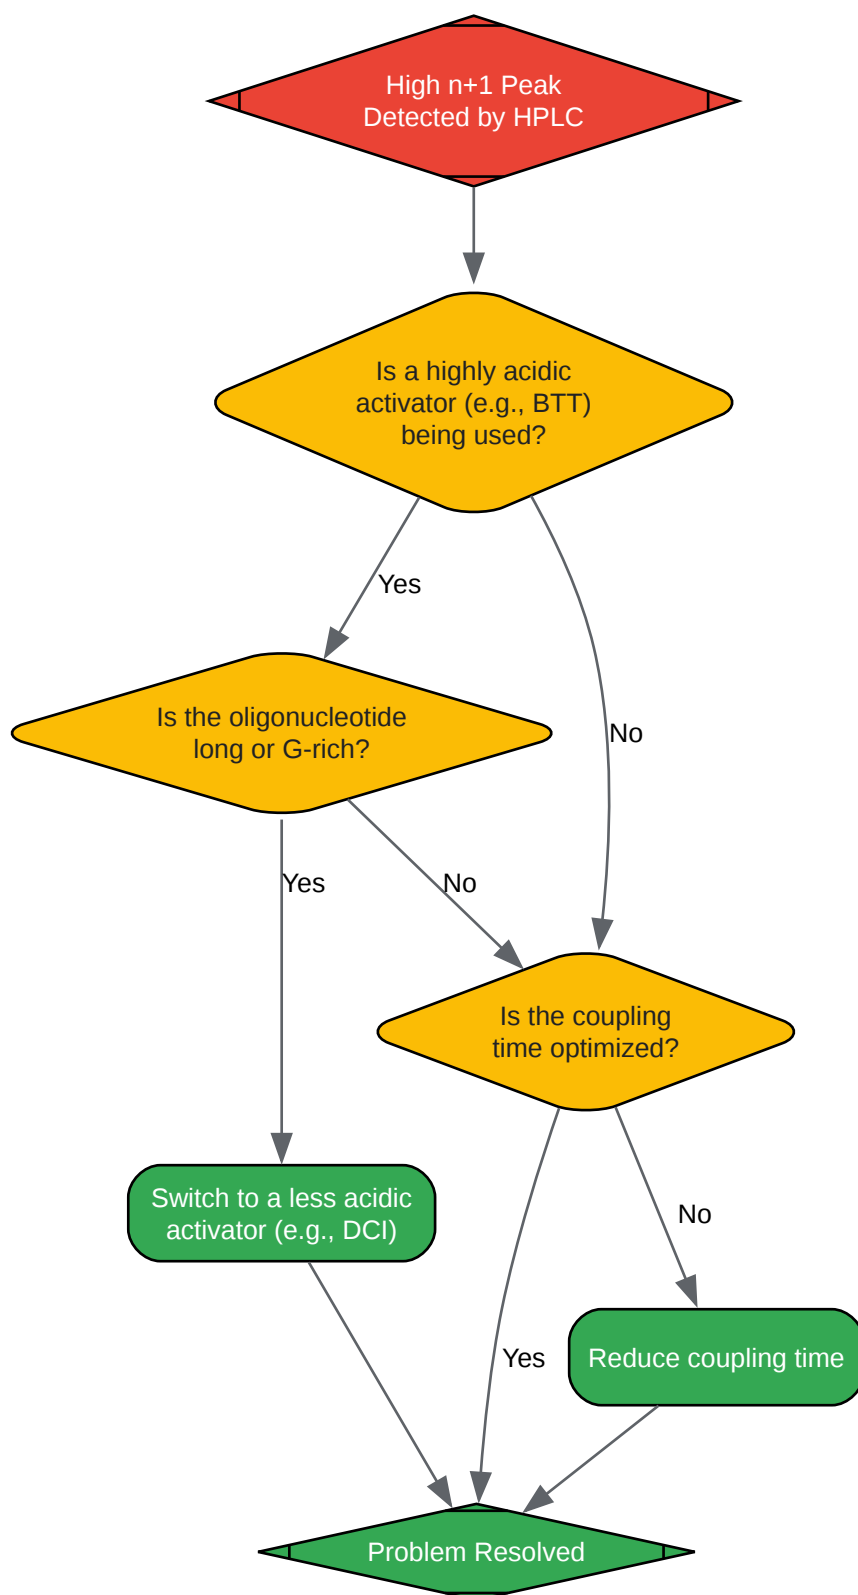 High n+1 Peak
Detected by HPLC
Is a highly acidic
activator (e.g., BTT)
being used?
Yes
No
Is the oligonucleotide
long or G-rich?
Yes
No
Is the coupling
time optimized?
Switch to a less acidic
activator (e.g., DCI)
No
Yes
Reduce coupling time
Problem Resolved